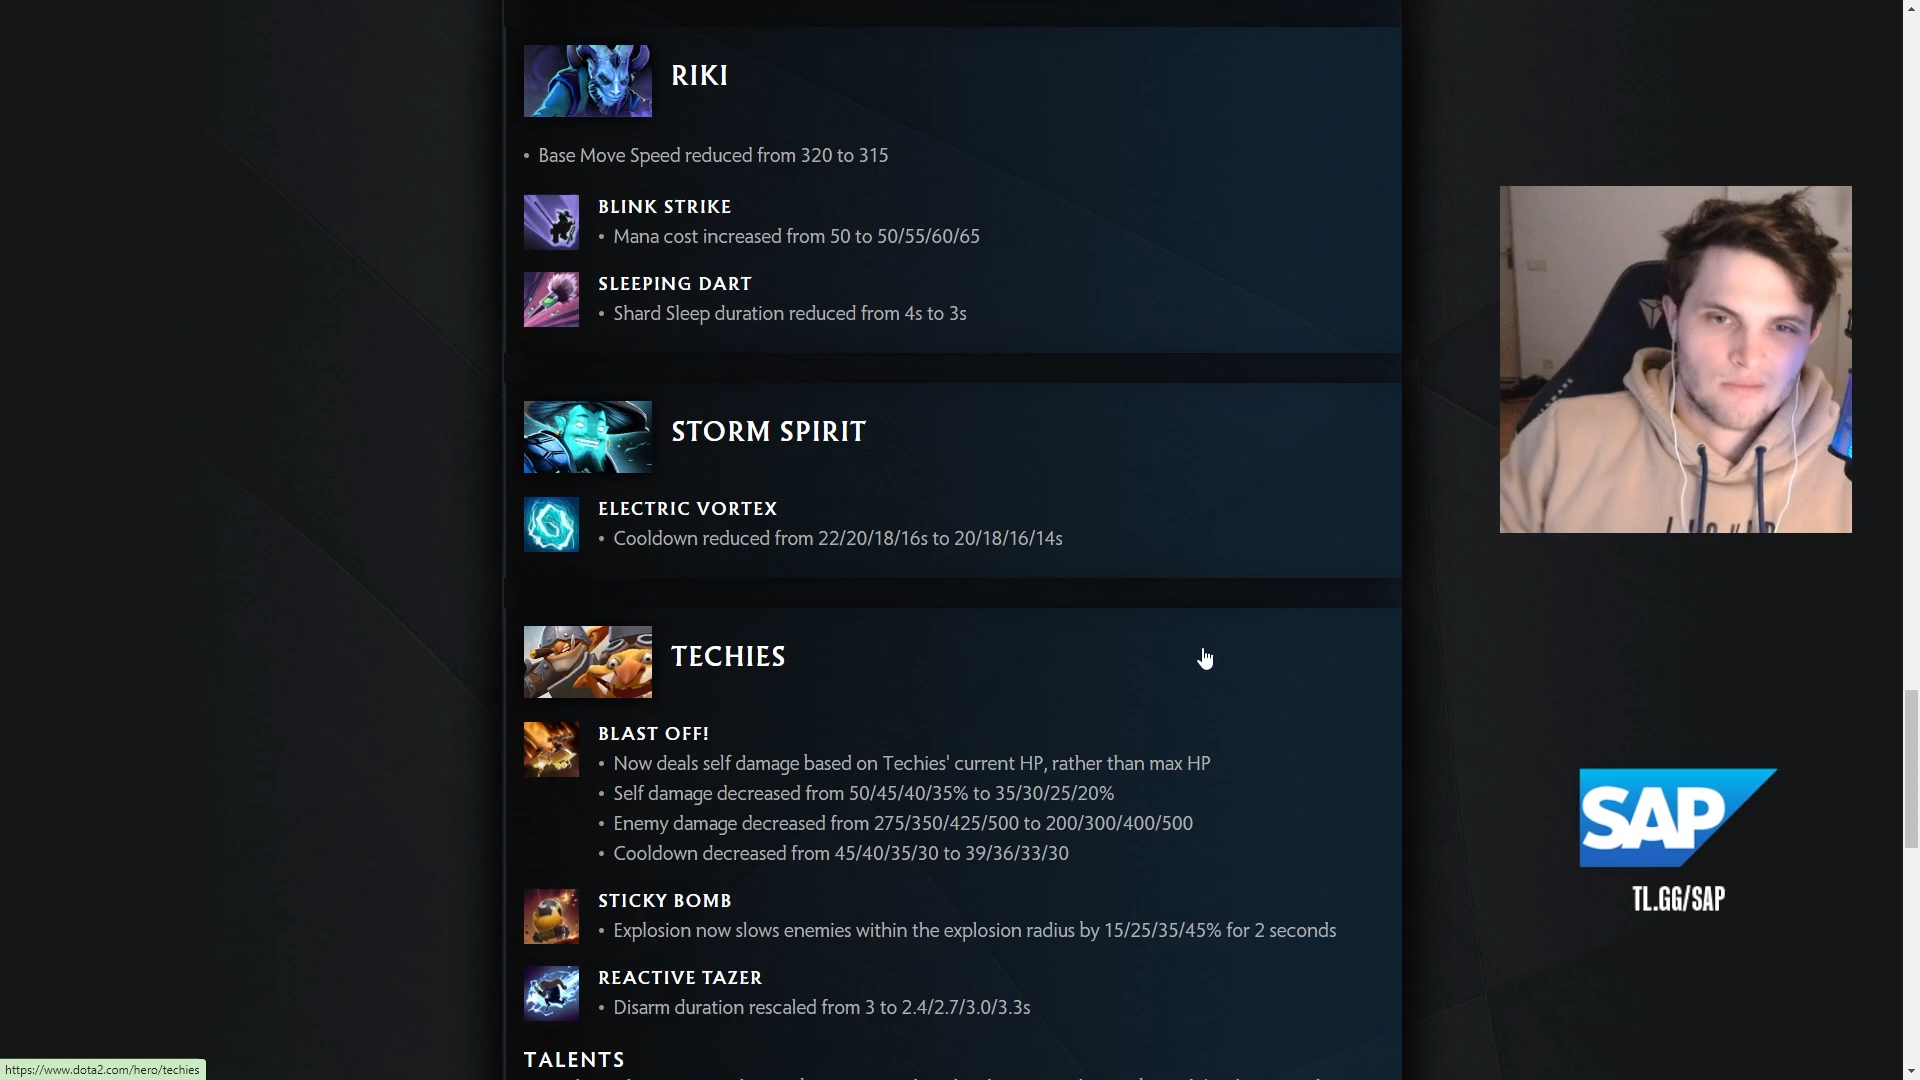 RIKI
• Base Move Speed reduced from 320 to 315
BLINK STRIKE
• Mana cost increased from 50 to 50/55/60/65
SLEEPING DART
• Shard Sleep duration reduced from 4s to 3s
STORM SPIRIT
ELECTRIC VORTEX
• Cooldown reduced from 22/20/18/16s to 20/18/16/14s
TECHIES
BLAST OFF!
• Now deals self damage based on Techies' current HP, rather than max HP
• Self damage decreased from 50/45/40/35% to 35/30/25/20%
• Enemy damage decreased from 275/350/425/500 to 200/300/400/500
• Cooldown decreased from 45/40/35/30 to 39/36/33/30
STICKY BOMB
• Explosion now slows enemies within the explosion radius by 15/25/35/45% for 2 seconds
REACTIVE TAZER
• Disarm duration rescaled from 3 to 2.4/2.7/3.0/3.3s
TALENTS
SAP
TL.GG/SAP
https://www.dota2.com/hero/techies